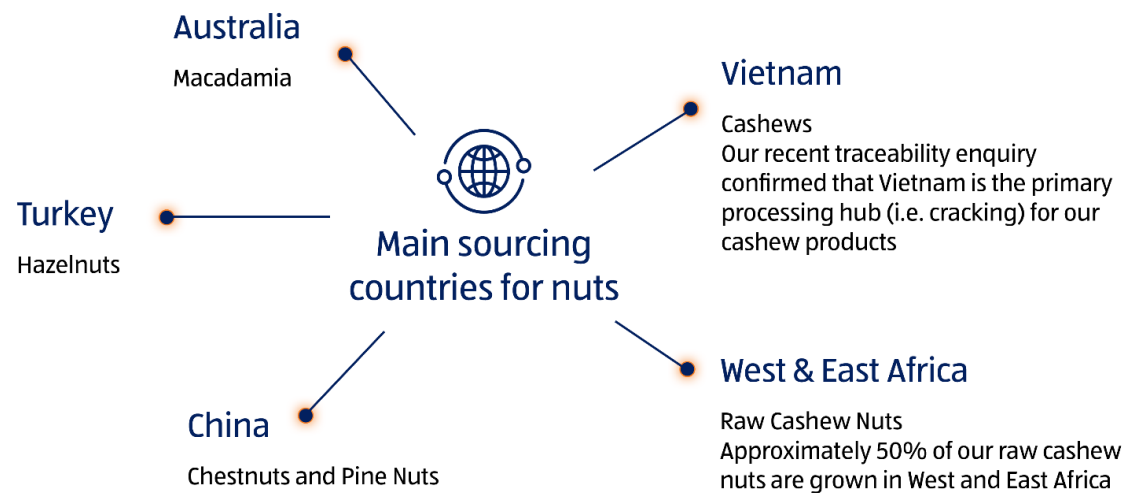 Australia
Macadamia
Vietnam
Cashews
Our recent traceability enquiry
confirmed that Vietnam is the primary
processing hub (i.e. cracking) for our
cashew products
Turkey
Hazelnuts
Main sourcing
countries for nuts
West & East Africa
Raw Cashew Nuts
Approximately 50% of our raw cashew
nuts are grown in West and East Africa
China
Chestnuts and Pine Nuts